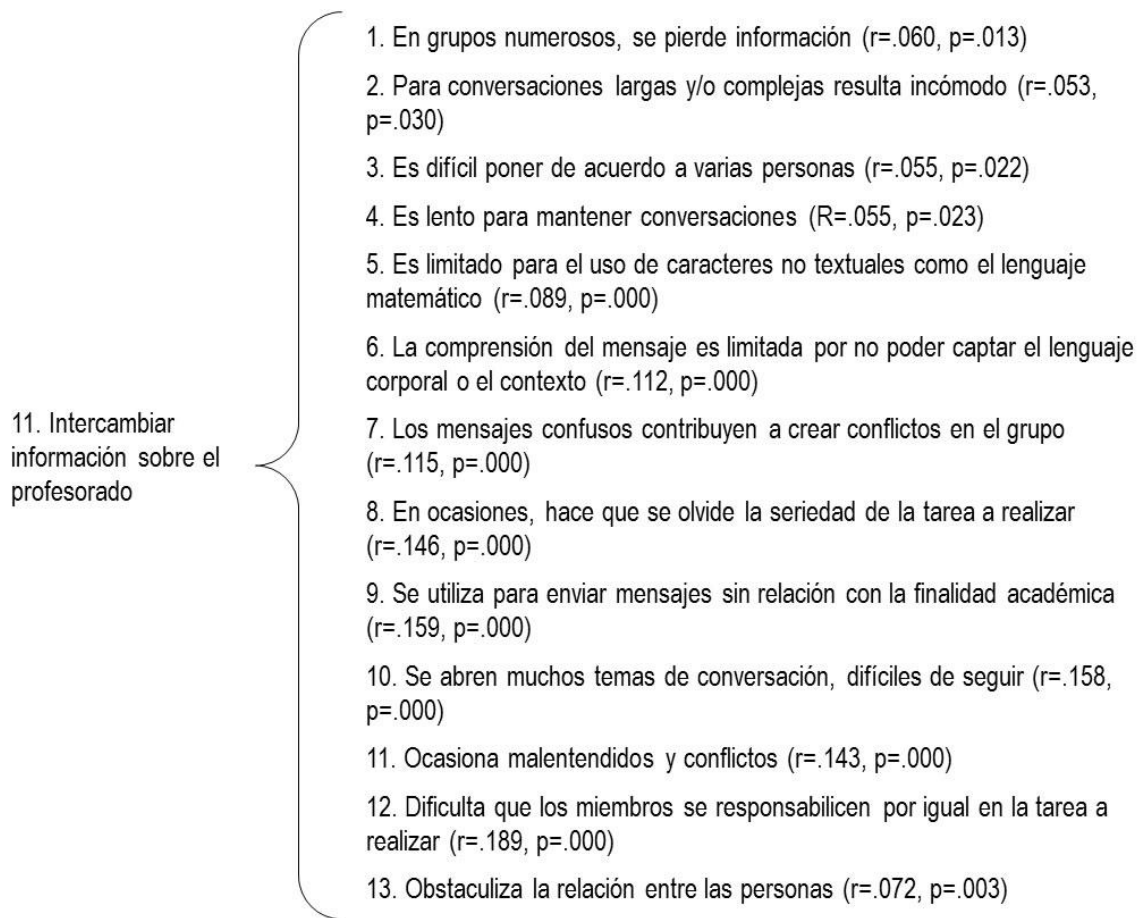 1. En grupos numerosos, se pierde información (r=.060, p=.013)
2. Para conversaciones largas y/o complejas resulta incómodo (r=.053,
p=.030)
3. Es difícil poner de acuerdo a varias personas (r=.055, p=.022)
4. Es lento para mantener conversaciones (R=.055, p=.023)
5. Es limitado para el uso de caracteres no textuales como el lenguaje
matemático (r=.089, p=.000)
6. La comprensión del mensaje es limitada por no poder captar el lenguaje
corporal o el contexto (r=.112, p=.000)
11. Intercambiar
información sobre el
profesorado
7. Los mensajes confusos contribuyen a crear conflictos en el grupo
(r=.115, p=.000)
8. En ocasiones, hace que se olvide la seriedad de la tarea a realizar
(r=.146, p=.000)
9. Se utiliza para enviar mensajes sin relación con la finalidad académica
(r=.159, p=.000)
10. Se abren muchos temas de conversación, difíciles de seguir (r=.158,
p=.000)
11. Ocasiona malentendidos y conflictos (r=.143, p=.000)
12. Dificulta que los miembros se responsabilicen por igual en la tarea a
realizar (r=.189, p=.000)
13. Obstaculiza la relación entre las personas (r=.072, p=.003)